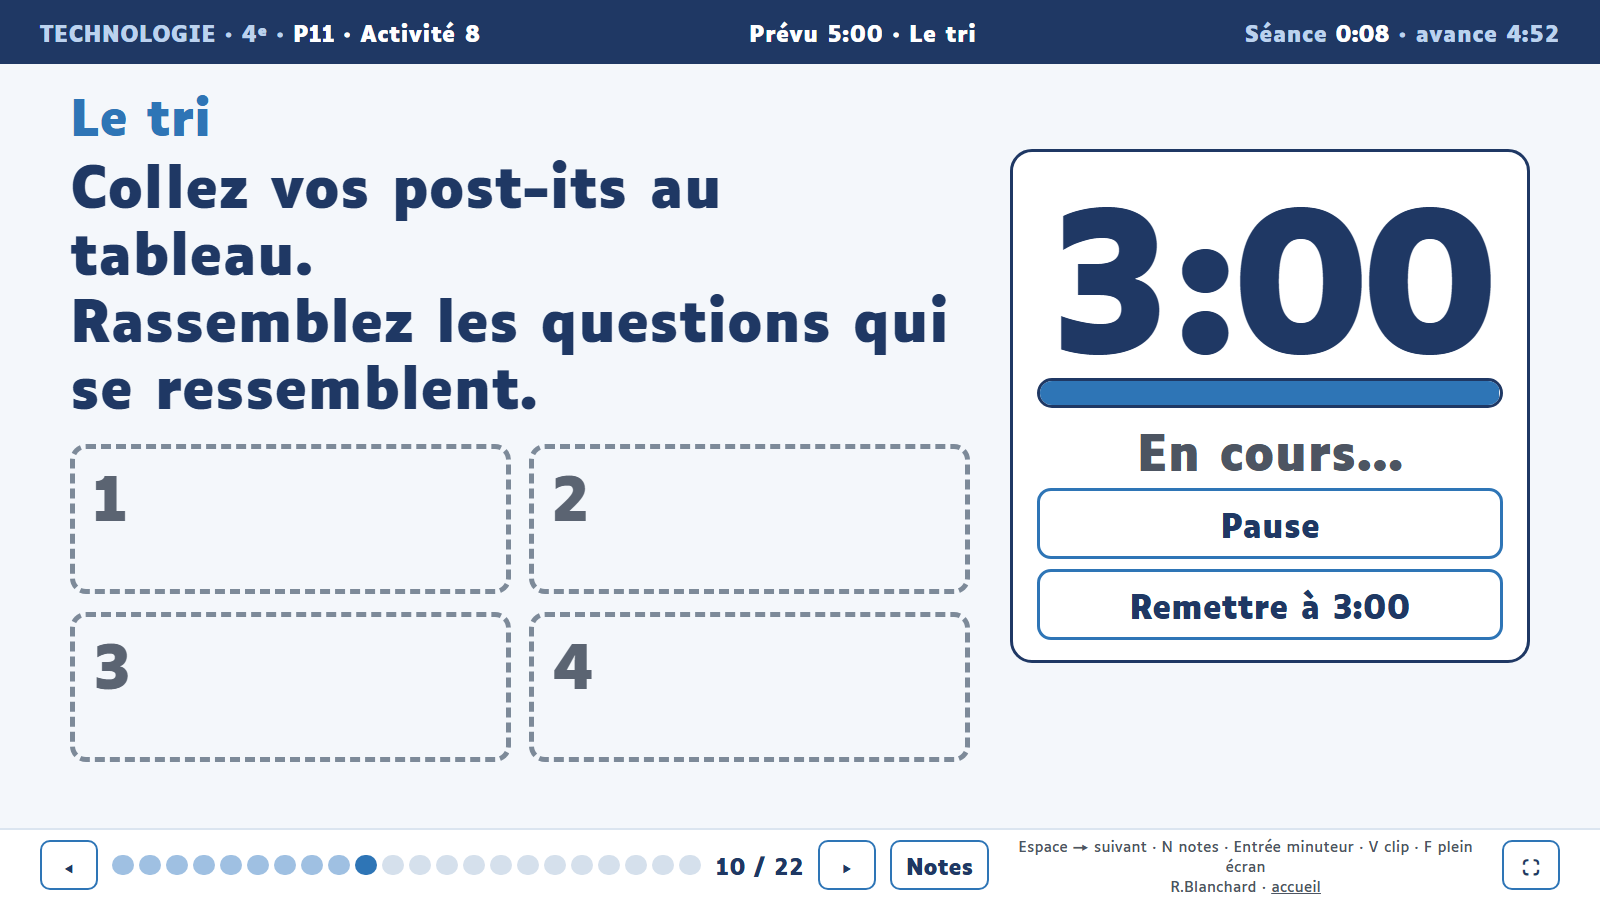 TECHNOLOGIE · 4ᵉ · P11 · Activité 8
Prévu 5:00 · Le tri
Séance 0:08 · avance 4:52
Le tri
Collez vos post-its au
tableau.
Rassemblez les questions qui
se ressemblent.
1
2
3
4
3:00
En cours...
Pause
Remettre à 3:00
10 / 22
Notes
Espace → suivant · N notes · Entrée minuteur · V clip · F plein
écran
R.Blanchard · accueil